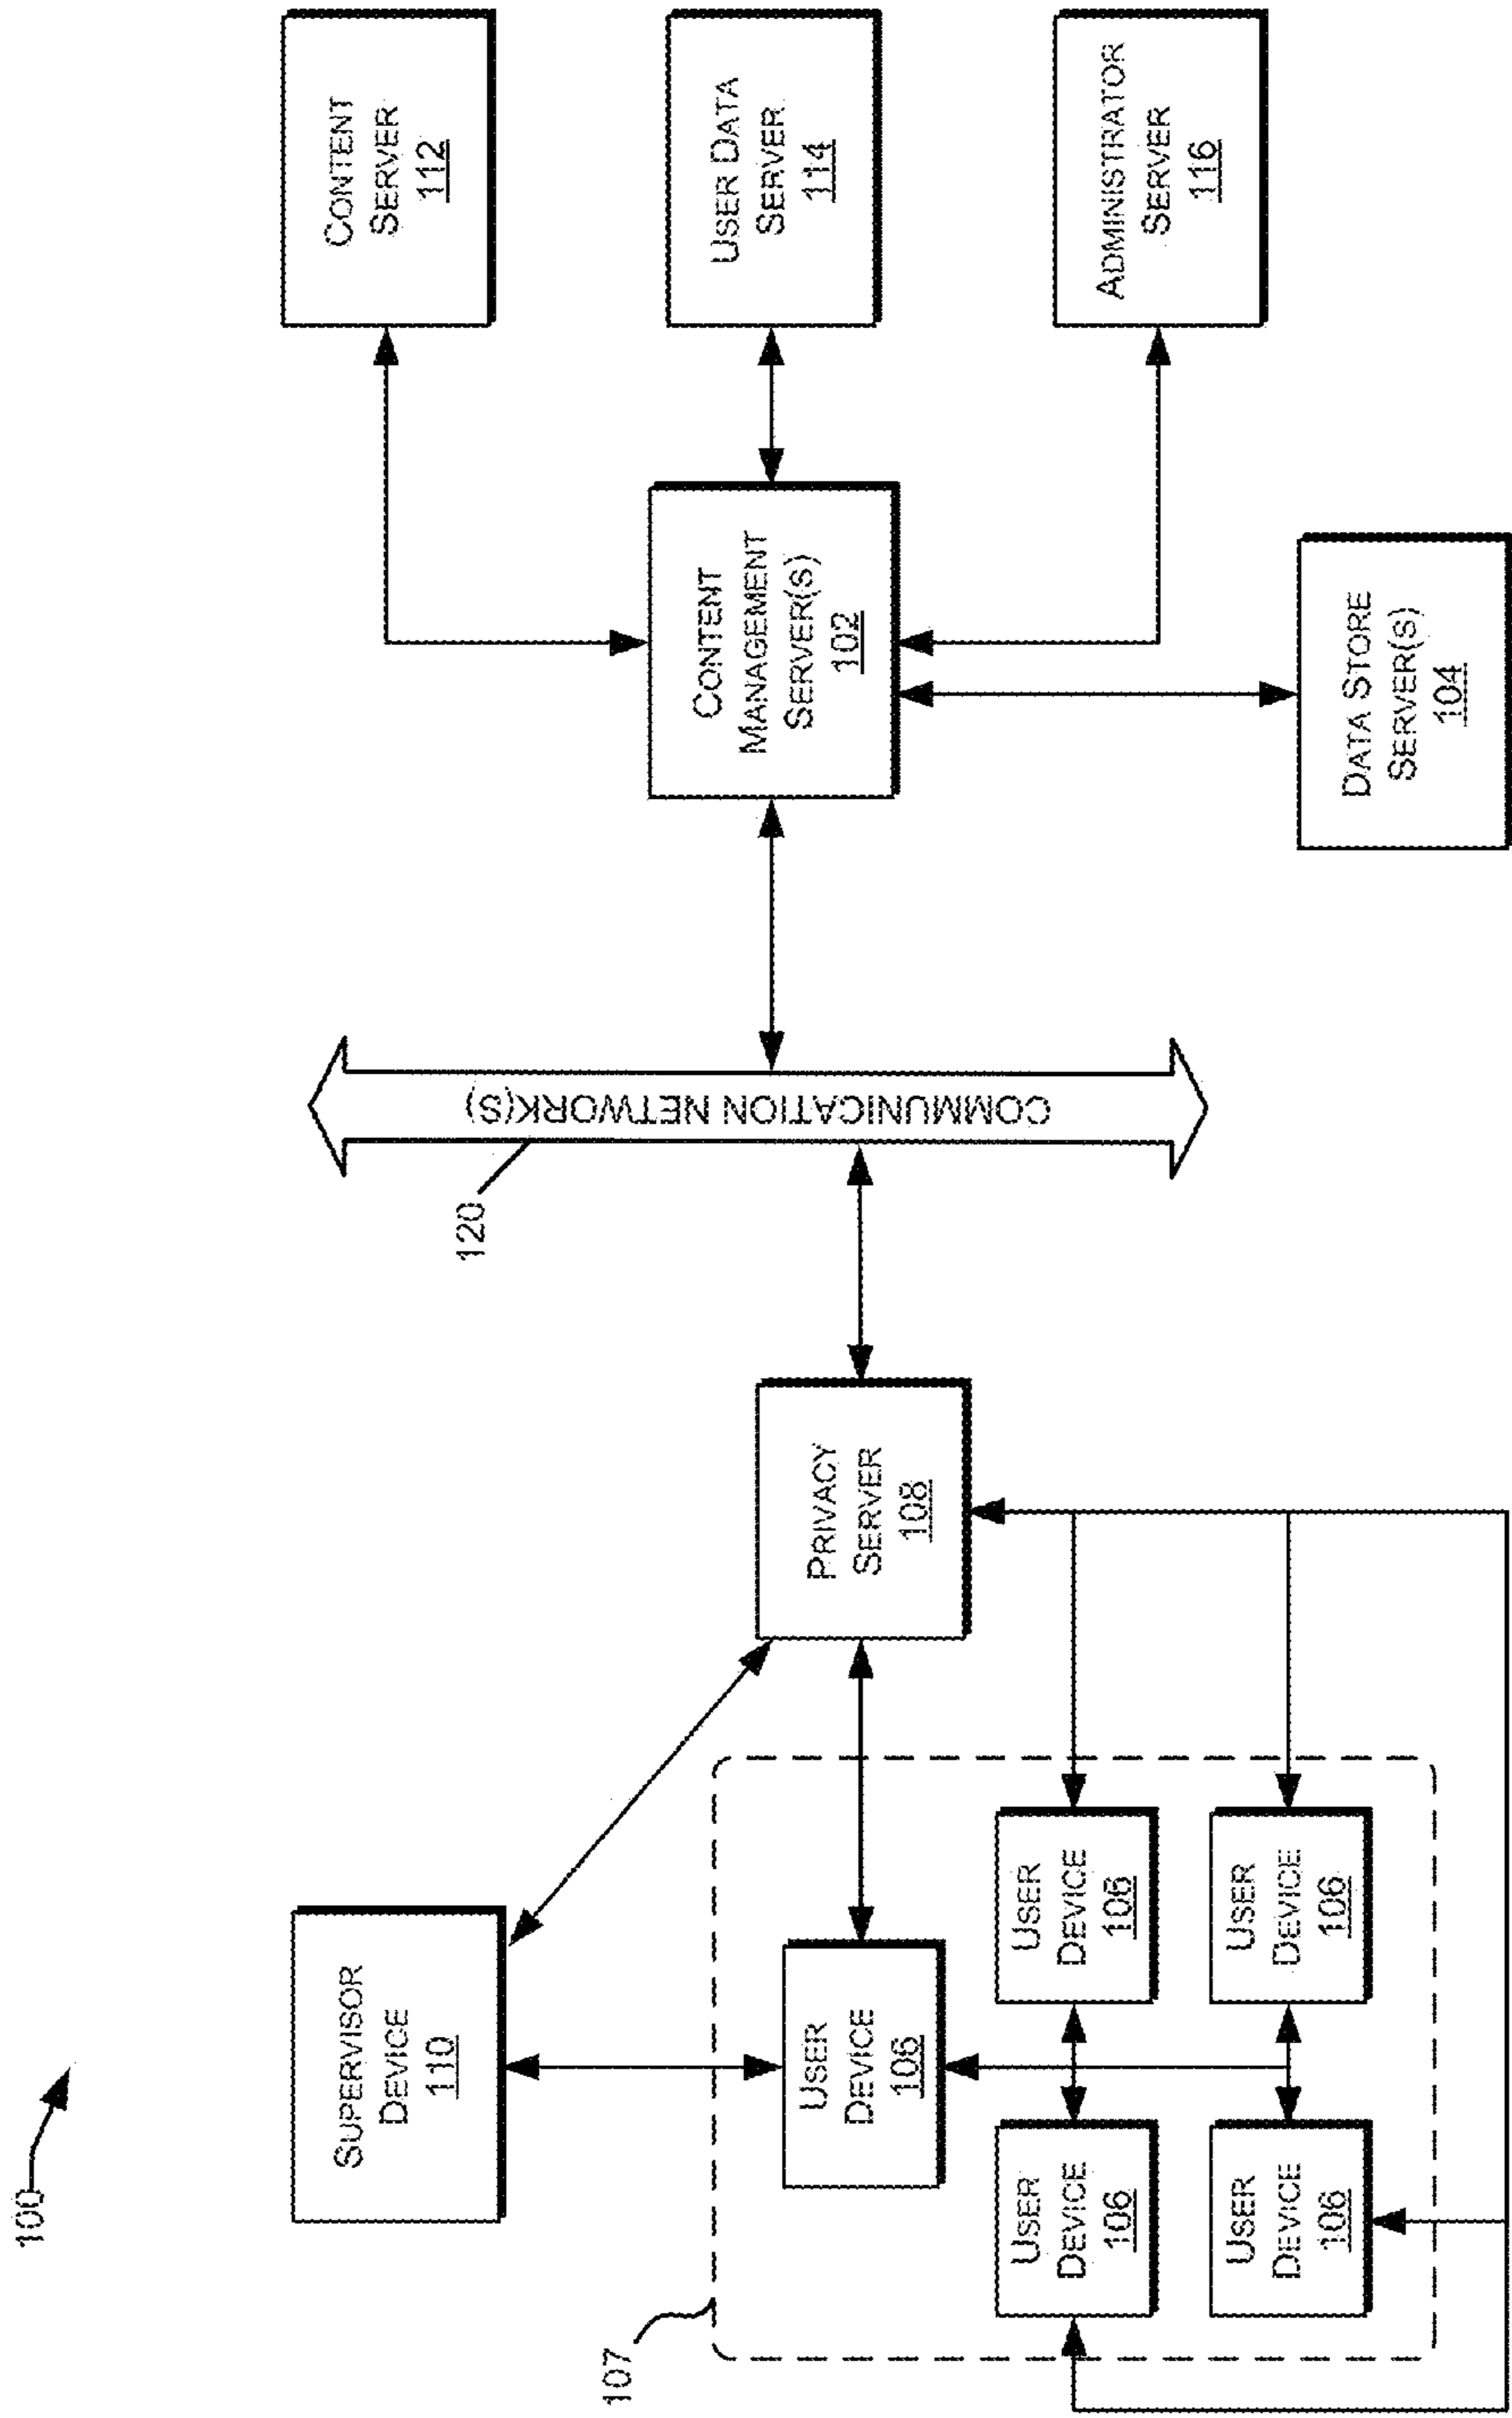 100
SUPERVISOR
DEVICE
110
107
USER
DEVICE
106
USER
DEVICE
106
USER
DEVICE
106
USER
DEVICE
106
USER
DEVICE
106
PRIVACY
SERVER
108
120
COMMUNICATION NETWORK(S)
CONTENT
MANAGEMENT
SERVER(S)
102
DATA STORE
SERVER(S)
104
CONTENT
SERVER
112
USER DATA
SERVER
114
ADMINISTRATOR
SERVER
116